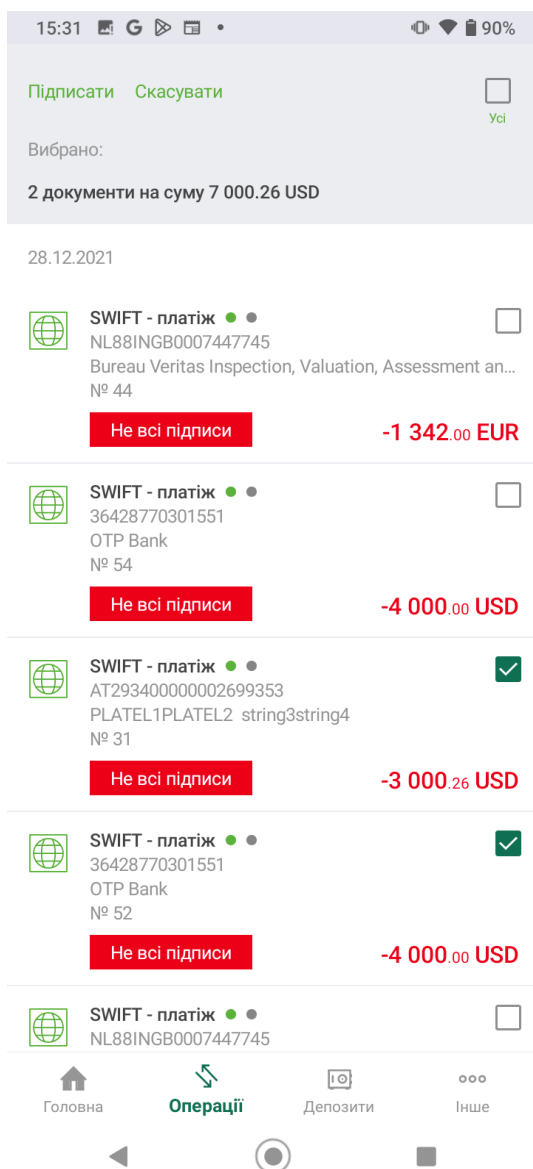 15:31 G 90%
Підписати Скасувати
Усі
Вибрано:
2 документи на суму 7 000.26 USD
28.12.2021
SWIFT - платіж
NL88INGB0007447745
Bureau Veritas Inspection, Valuation, Assessment an...
№ 44
Не всі підписи -1 342.00 EUR
SWIFT - платіж
36428770301551
OTP Bank
№ 54
Не всі підписи -4 000.00 USD
SWIFT - платіж
AT293400000002699353
PLATEL1PLATEL2 string3string4
№ 31
Не всі підписи -3 000.26 USD
SWIFT - платіж
36428770301551
OTP Bank
№ 52
Не всі підписи -4 000.00 USD
SWIFT - платіж
NL88INGB0007447745
Головна Операції Депозити Інше